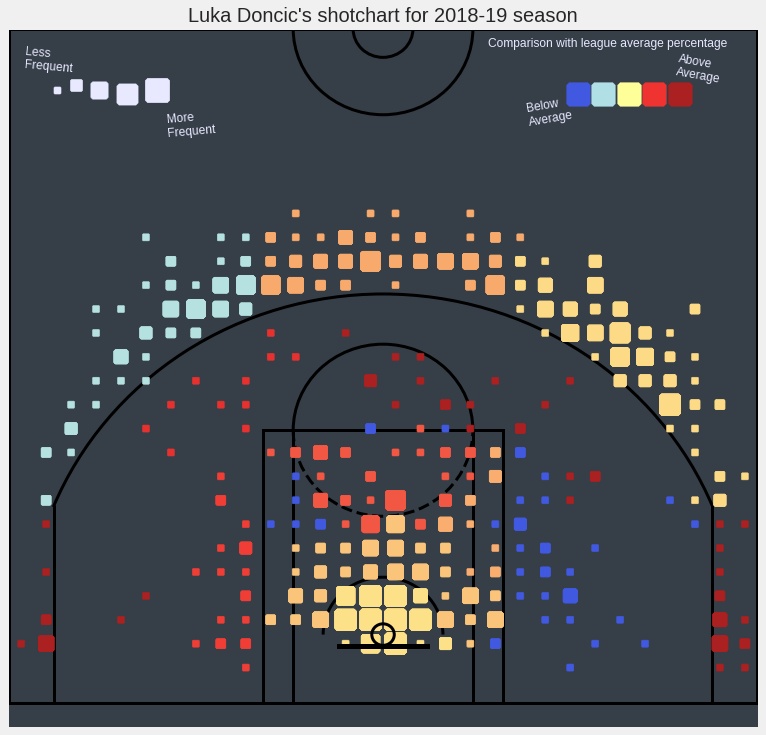 Luka Doncic's shotchart for 2018-19 season
Less
Frequent
More
Frequent
Comparison with league average percentage
Above
Average
Below
Average